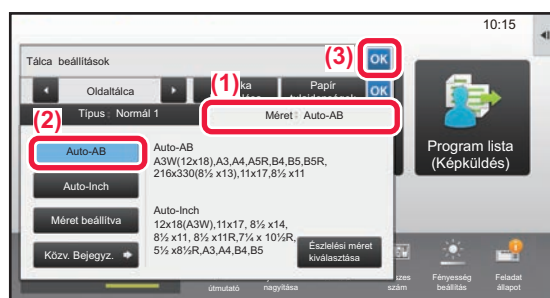 10:15
Tálca beállítások
(3)
OK
Oldaltálca
(1)
Papír
OK
(2)
Típus : Normál 1
Méret : Auto-AB
Auto-AB
Auto-AB
A3W(12x18),A3,A4,A5R,B4,B5,B5R,
216x330(8½ x13),11x17,8½ x11
Auto-Inch
Auto-Inch
12x18(A3W),11x17, 8½ x14,
8½ x11, 8½ x11R,7¼ x 10½R,
5½ x8½R,A3,A4,B4,B5
Méret beállítva
Közv. Bejegyz.
Észlelési méret
kiválasztása
Program lista
(Képküldés)
útmutató
nagyítása
szám
Fényesség
beállítás
Feladat
állapot